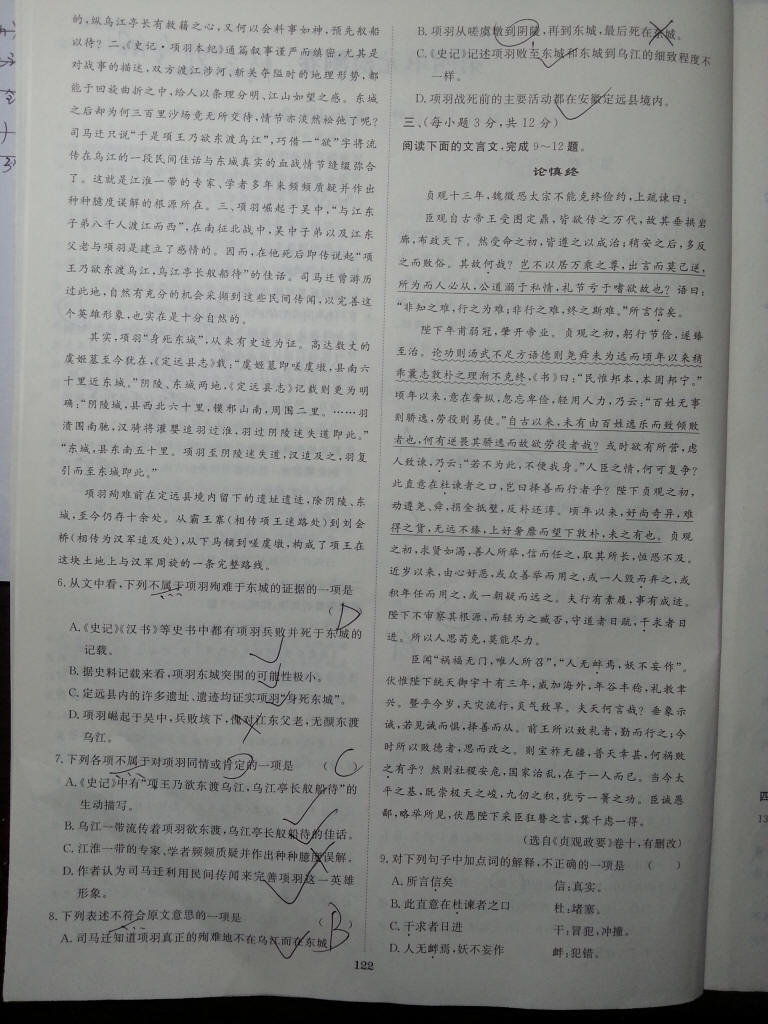 的,纵乌江亭长有救籍之心,又何以会料事如神,预先舣船
以待?二、《史记·项羽本纪》通篇叙事谨严而缜密,尤其是
对战事的描述,双方渡江涉河、斩关夺隘时的地理形势,都
能于回旋曲折之中,给人以条理分明、江山如望之感。东城
之后却为何三百里沙场竟无所交待,情节亦淡然松弛了呢?
司马迁只说“于是项王乃欲东渡乌江”,巧借一“欲”字将流
传在乌江的一段民间佳话与东城真实的血战情节缝缀弥合
了。这就是江淮一带的专家、学者多年来频频质疑并作出
种种臆度误解的根源所在。三、项羽崛起于吴中,“与江东
子弟八千人渡江而西”,在南征北战中,吴中子弟以及江东
父老与项羽是建立了感情的。因而,在他死后即传说起“项
王乃欲东渡乌江,乌江亭长舣船待”的佳话。司马迁曾游历
过此地,自然有充分的机会采撷到这些民间传闻,以完善这
个英雄形象,也实在是十分自然的。
其实,项羽“身死东城”,从来有史迹为证。高达数丈的
虞姬墓至今犹在,《定远县志》载:“虞姬墓即嗟虞墩,县南六
十里近东城。”阴陵、东城两地,《定远县志》记载则更为明
确:“阴陵城,县西北六十里,模邪山南,周围二里。……羽
溃围南驰,汉骑将灌婴追羽过淮,羽过阴陵迷失道即此。”
“东城,县东南五十里。项羽至阴陵迷失道,汉追及之,羽复
引而至东城即此。”
项羽殉难前在定远县境内留下的遗址遗迹,除阴陵、东
城,至今仍存十余处。从霸王寨(相传项王迷路处)到刘会
桥(相传为汉军追及处),从下马锁到嗟虞墩,构成了项王在
这块土地上与汉军周旋的一条完整路线。
6.从文中看,下列不属于项羽殉难于东城的证据的一项是
(D)
A.《史记》《汉书》等史书中都有项羽兵败并死于东城的
记载。
B.据史料记载来看,项羽东城突围的可能性极小。
C.定远县内的许多遗址、遗迹均证实项羽“身死东城”。
D.项羽崛起于吴中,兵败垓下,愧对江东父老,无颜东渡
乌江。
7.下列各项不属于对项羽同情或肯定的一项是 (C
A.《史记》中有“项王乃欲东渡乌江,乌江亭长舣船待”的
生动描写。
B.乌江一带流传着项羽欲东渡,乌江亭长舣船待的佳话。
C.江淮一带的专家、学者频频质疑并作出种种臆度误解。
D.作者认为司马迁利用民间传闻来完善项羽这一英雄
形象。
8.下列表述不符合原文意思的一项是 (B
A.司马迁知道项羽真正的殉难地不在乌江而在东城
B.项羽从嗟虞墩到阴陵,再到东城,最后死在东城。
C.《史记》记述项羽败至东城和东城到乌江的细致程度不
一样。
D.项羽战死前的主要活动都在安徽定远县境内。
三、(每小题3分,共12分)
阅读下面的文言文,完成9～12题。
论慎终
贞观十三年,魏徵恐太宗不能克终俭约,上疏谏曰:
臣观自古帝王受图定鼎,皆欲传之万代,故其垂拱岩
廊,布政天下。然受命之初,皆遵之以成治;稍安之后,多反
之而败俗。其故何哉?岂不以居万乘之尊,出言而莫己逆,
所为而人必从,公道溺于私情,礼节亏于嗜欲故也?语曰:
“非知之难,行之为难;非行之难,终之斯难。”所言信矣。
陛下年甫弱冠,肇开帝业。贞观之初,躬行节俭,遂臻
至治。论功则汤武不足方语德则尧舜未为远而顷年以来稍
乖曩志敦朴之理渐不克终,《书》曰:“民惟邦本,本固邦宁。”
顷年以来,意在奢纵,忽忘卑俭,轻用人力,乃云:“百姓无事
则骄逸,劳役则易使。”自古以来,未有由百姓逸乐而致倾败
者也,何有逆畏其骄逸而故欲劳役者哉?或时欲有所营,虑
人致谏,乃云:“若不为此,不便我身。”人臣之情,何可复争?
此直意在杜谏者之口,岂曰择善而行者乎?陛下贞观之初,
动遵尧、舜,捐金抵壁,反朴还淳。顷年以来,好尚奇异,难
得之货,无远不臻,上好奢靡而望下敦朴,未之有也。贞观
之初,求贤如渴,善人所举,信而任之,取其所长,恒恐不及。
近岁以来,由心好恶,或众善举而用之,或一人毁而弃之,或
积年任而用之,或一朝疑而远之。夫行有素履,事有成迹。
陛下不审察其根源,而轻为之臧否,守道者日疏,干求者日
进。所以人思苟免,莫能尽力。
臣闻“祸福无门,唯人所召”,“人无衅焉,妖不妄作”。
伏惟陛下统天御宇十有三年,威加海外,年谷丰稔,礼教聿
兴。暨乎今岁,天灾流行,炎气致旱。夫天何言哉?垂象示
诫,若见诫而惧,择善而从。前王所以致礼者,勤而行之;今
时所以败德者,思而改之。则宝祚无疆,普天幸甚,何祸败
之有乎?然则社稷安危,国家治乱,在于一人而已。当今太
平之基,既崇极天之峻,九仞之积,犹亏一篑之功。臣诚愚
鄙,略举所见,伏愿陛下采臣狂瞽之言,冀千虑一得。
(选自《贞观政要》卷十,有删改)
9.对下列句子中加点词的解释,不正确的一项是 ( )
A.所言信矣 信:真实。
B.此直意在杜谏者之口 杜:堵塞。
C.干求者日进 干:冒犯,冲撞。
D.人无衅焉,妖不妄作 衅:犯错。
122
四
13